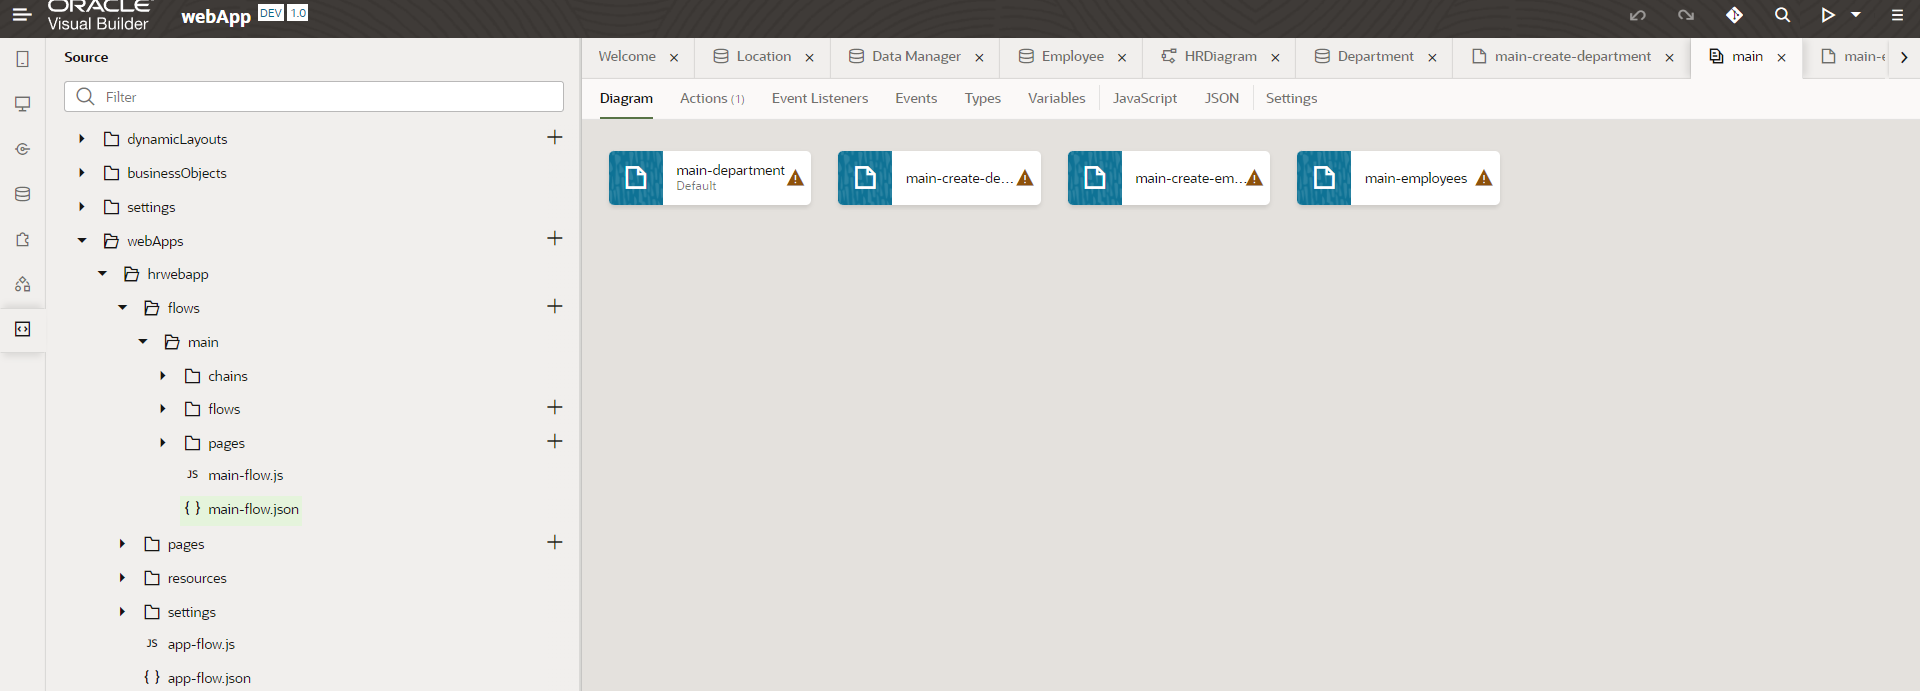 ORACLE
Visual Builder
webApp DEV 1.0
Source
Filter
dynamicLayouts
businessObjects
settings
webApps
hrwebapp
flows
main
chains
flows
pages
JS main-flow.js
{ } main-flow.json
pages
resources
settings
JS app-flow.js
{ } app-flow.json
Welcome Location Data Manager Employee HRDiagram Department main-create-department main main-e
Diagram Actions (1) Event Listeners Events Types Variables JavaScript JSON Settings
main-department
Default
main-create-de...
main-create-em...
main-employees